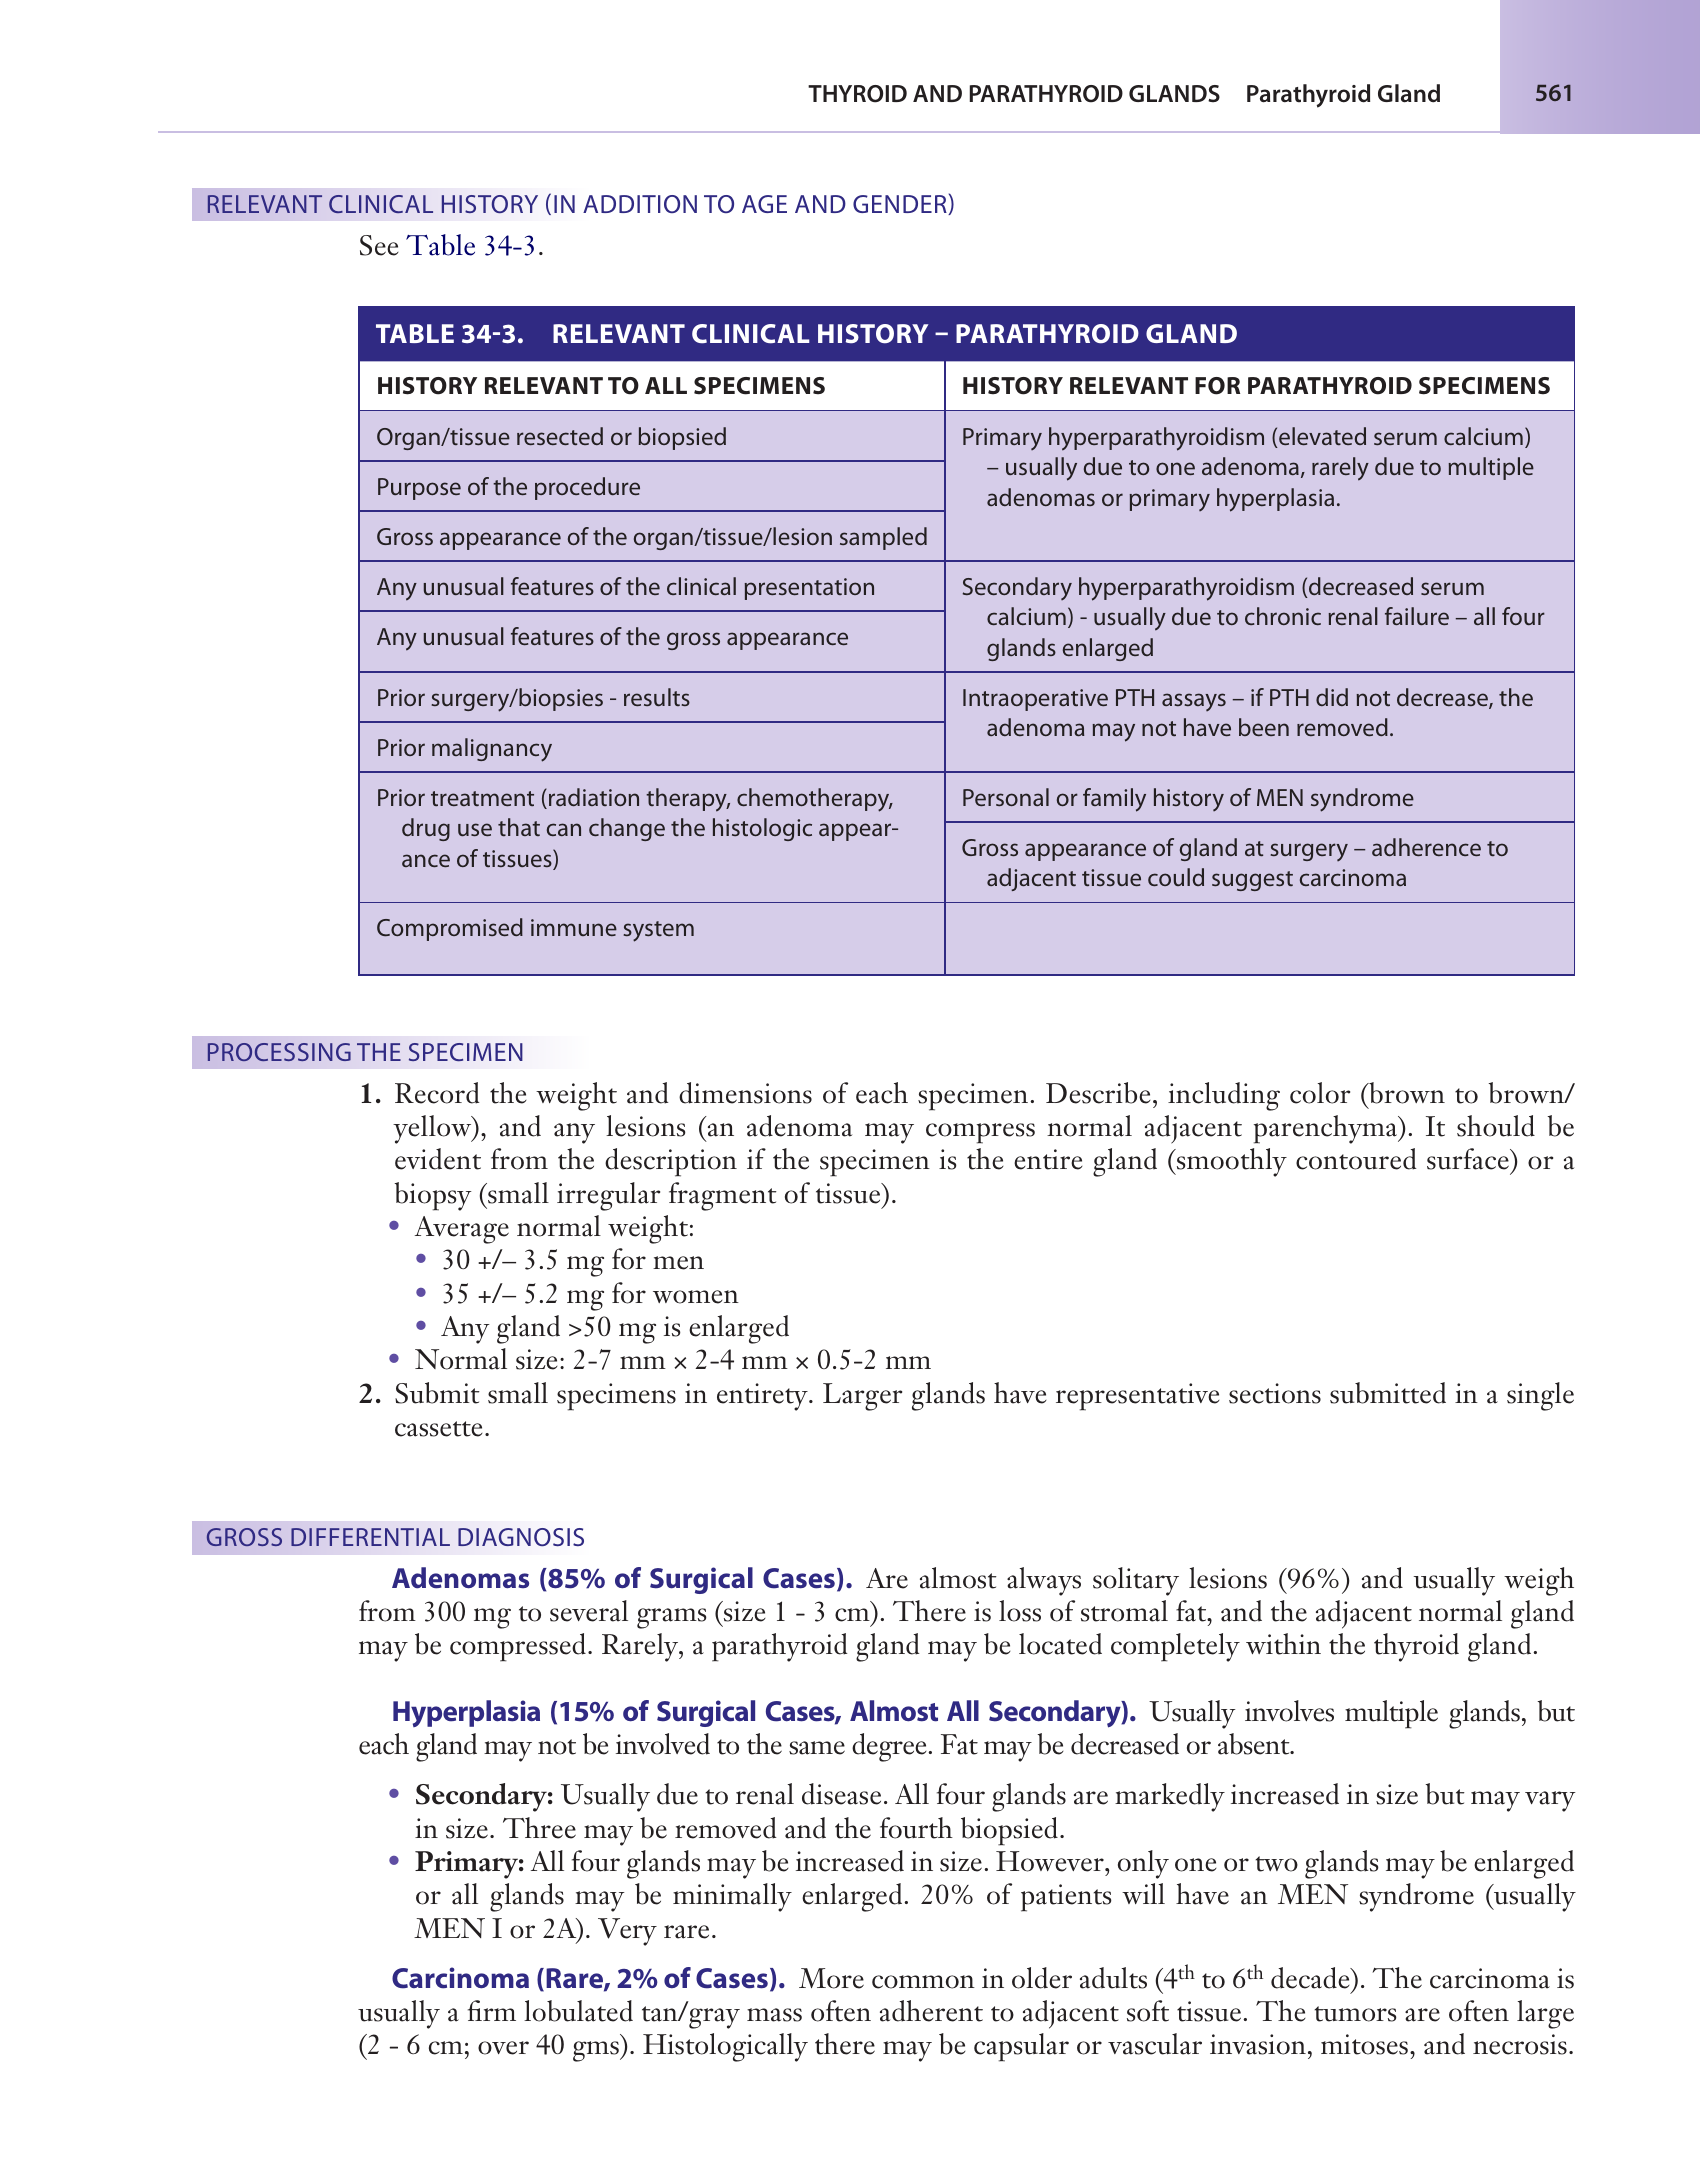 THYROID AND PARATHYROID GLANDS Parathyroid Gland 561
RELEVANT CLINICAL HISTORY (IN ADDITION TO AGE AND GENDER)
See Table 34-3.
TABLE 34-3. RELEVANT CLINICAL HISTORY – PARATHYROID GLAND
HISTORY RELEVANT TO ALL SPECIMENS
HISTORY RELEVANT FOR PARATHYROID SPECIMENS
Organ/tissue resected or biopsied
Purpose of the procedure
Gross appearance of the organ/tissue/lesion sampled
Primary hyperparathyroidism (elevated serum calcium)
– usually due to one adenoma, rarely due to multiple
adenomas or primary hyperplasia.
Any unusual features of the clinical presentation
Any unusual features of the gross appearance
Secondary hyperparathyroidism (decreased serum
calcium) - usually due to chronic renal failure – all four
glands enlarged
Prior surgery/biopsies - results
Prior malignancy
Intraoperative PTH assays – if PTH did not decrease, the
adenoma may not have been removed.
Prior treatment (radiation therapy, chemotherapy,
drug use that can change the histologic appear-
ance of tissues)
Personal or family history of MEN syndrome
Gross appearance of gland at surgery – adherence to
adjacent tissue could suggest carcinoma
Compromised immune system
PROCESSING THE SPECIMEN
1. Record the weight and dimensions of each specimen. Describe, including color (brown to brown/
yellow), and any lesions (an adenoma may compress normal adjacent parenchyma). It should be
evident from the description if the specimen is the entire gland (smoothly contoured surface) or a
biopsy (small irregular fragment of tissue).
• Average normal weight:
• 30 +/– 3.5 mg for men
• 35 +/– 5.2 mg for women
• Any gland >50 mg is enlarged
• Normal size: 2-7 mm × 2-4 mm × 0.5-2 mm
2. Submit small specimens in entirety. Larger glands have representative sections submitted in a single
cassette.
GROSS DIFFERENTIAL DIAGNOSIS
Adenomas (85% of Surgical Cases). Are almost always solitary lesions (96%) and usually weigh
from 300 mg to several grams (size 1 - 3 cm). There is loss of stromal fat, and the adjacent normal gland
may be compressed. Rarely, a parathyroid gland may be located completely within the thyroid gland.
Hyperplasia (15% of Surgical Cases, Almost All Secondary). Usually involves multiple glands, but
each gland may not be involved to the same degree. Fat may be decreased or absent.
• Secondary: Usually due to renal disease. All four glands are markedly increased in size but may vary
in size. Three may be removed and the fourth biopsied.
• Primary: All four glands may be increased in size. However, only one or two glands may be enlarged
or all glands may be minimally enlarged. 20% of patients will have an MEN syndrome (usually
MEN I or 2A). Very rare.
Carcinoma (Rare, 2% of Cases). More common in older adults (4th to 6th decade). The carcinoma is
usually a firm lobulated tan/gray mass often adherent to adjacent soft tissue. The tumors are often large
(2 - 6 cm; over 40 gms). Histologically there may be capsular or vascular invasion, mitoses, and necrosis.